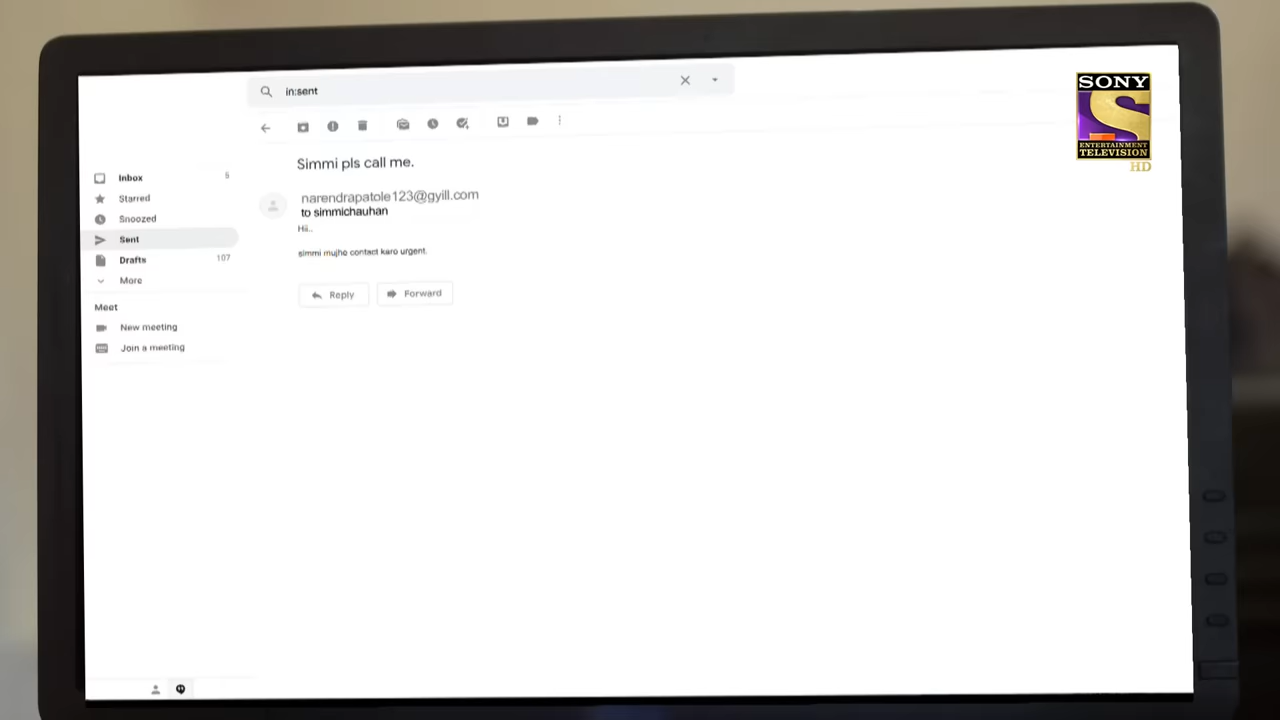 in:sent
SONY
ENTERTAINMENT
TELEVISION
HD
Simmi pls call me.
Inbox 5
Starred
Snoozed
Sent
Drafts 107
More
Meet
New meeting
Join a meeting
narendrapatole123@gyill.com
to simmichauhan
Hii..
simmi mujhe contact karo urgent.
Reply
Forward